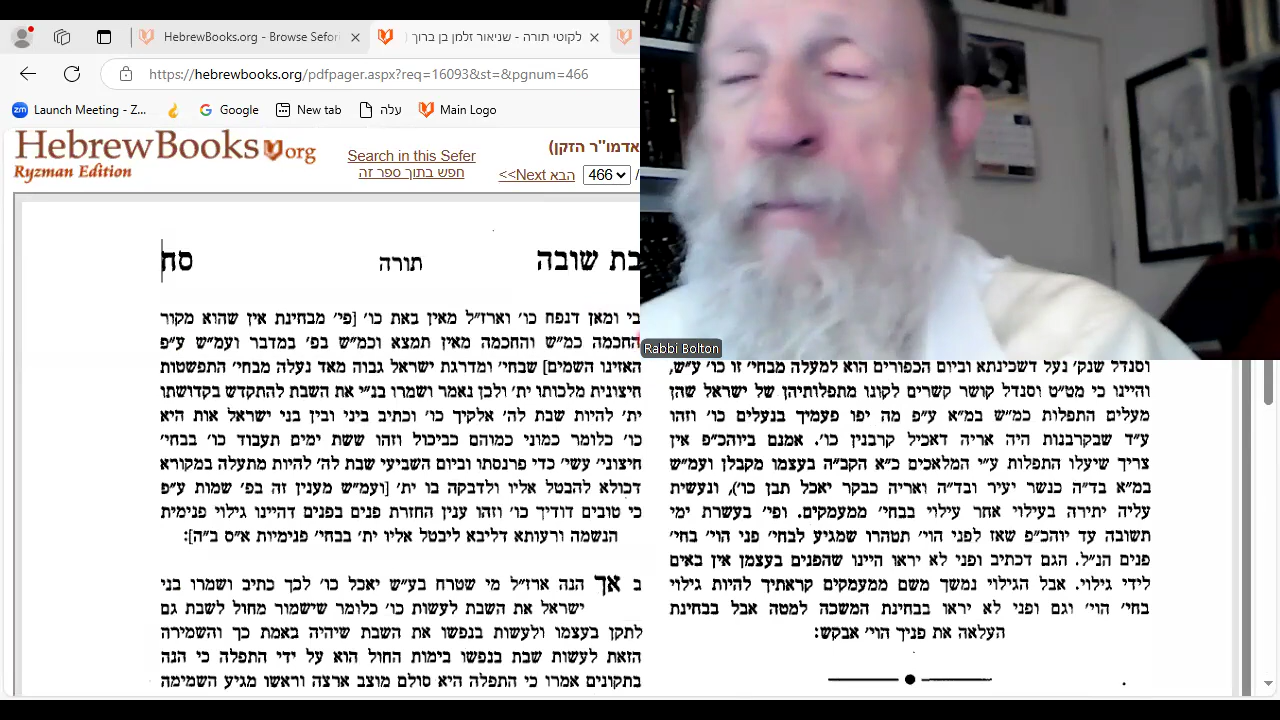 HebrewBooks.org - Browse Sefori
לקוטי תורה - שניאור זלמן בן ברוך (
https://hebrewbooks.org/pdfpager.aspx?req=16093&st=&pgnum=466
zm Launch Meeting - Z...
Google
New tab
עלה
Main Logo
HebrewBooks.org
Ryzman Edition
Search in this Sefer
חפש בתוך ספר זה
אדמו"ר הזקן)
<<Next הבא
466
/
Rabbi Bolton
בת שובה
תורה
סח
וסנדל שנק' נעל דשכינתא וביום הכפורים הוא למעלה מבחי' זו כו' ע"ש,
והיינו כי מט"ט וסנדל קושר קשרים לקונו מתפלותיהן של ישראל שהן
מעלים התפלות כמ"ש במ"א ע"פ מה יפו פעמיך בנעלים כו' וזהו
ע"ד שבקרבנות היה אריה דאכיל קרבנין כו'. אמנם ביוהכ"פ אין
צריך שיעלו התפלות ע"י המלאכים כ"א הקב"ה בעצמו מקבלן ועמ"ש
במ"א בד"ה כנשר יעיר ובד"ה ואריה כבקר יאכל תבן כו'), ונעשית
עליה יתירה בעילוי אחר עילוי בבחי' ממעמקים. ופי' בעשרת ימי
תשובה עד יוהכ"פ שאז לפני הוי' תטהרו שמגיע לבחי' פני הוי' בחי'
פנים הנ"ל. הגם דכתיב ופני לא יראו היינו שהפנים בעצמן אין באים
לידי גילוי. אבל הגילוי נמשך משם ממעמקים קראתיך להיות גילוי
בחי' הוי' וגם ופני לא יראו בבחינת המשכה למטה אבל בבחינת
העלאה את פניך הוי' אבקש:
בי ומאן דנפח כו' וארז"ל מאין באת כו' [פי' מבחינת אין שהוא מקור
החכמה כמ"ש והחכמה מאין תמצא וכמ"ש בפ' במדבר ועמ"ש ע"פ
האזינו השמים] שבחי' ומדרגת ישראל גבוה מאד נעלה מבחי' התפשטות
חיצונית מלכותו ית' ולכן נאמר ושמרו בנ"י את השבת להתקדש בקדושתו
ית' להיות שבת לה' אלקיך כו' וכתיב ביני ובין בני ישראל אות היא
כו' כלומר כמוני כמוהם כביכול וזהו ששת ימים תעבוד כו' בבחי'
חיצוני' עשי' כדי פרנסתו וביום השביעי שבת לה' להיות מתעלה במקורא
דכולא להבטל אליו ולדבקה בו ית' [ועמ"ש מענין זה בפ' שמות ע"פ
כי טובים דודיך כו' וזהו ענין החזרת פנים בפנים דהיינו גילוי פנימית
הנשמה ורעותא דליבא ליבטל אליו ית' בבחי' פנימיות א"ס ב"ה]:
ב אך הנה ארז"ל מי שטרח בע"ש יאכל כו' לכך כתיב ושמרו בני
ישראל את השבת לעשות כו' כלומר שישמור מחול לשבת גם
לתקן בעצמו ולעשות בנפשו את השבת שיהיה באמת כך והשמירה
הזאת לעשות שבת בנפשו בימות החול הוא על ידי התפלה כי הנה
בתקונים אמרו כי התפלה היא סולם מוצב ארצה וראשו מגיע השמימה